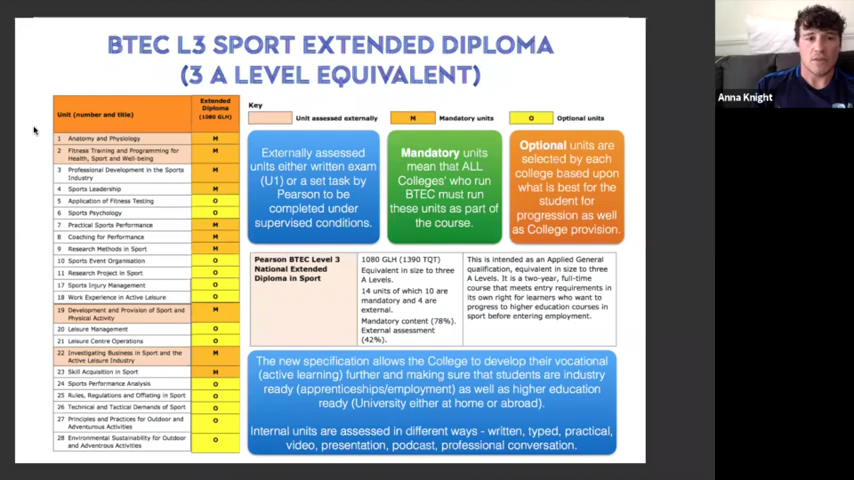 BTEC L3 SPORT EXTENDED DIPLOMA
(3 A LEVEL EQUIVALENT)
Unit (number and title)
Extended
Diploma
(1080 GLH)
1 Anatomy and Physiology M
2 Fitness Training and Programming for
Health, Sport and Well-being M
3 Professional Development in the Sports
Industry M
4 Sports Leadership M
5 Application of Fitness Testing O
6 Sports Psychology O
7 Practical Sports Performance M
8 Coaching for Performance M
9 Research Methods in Sport M
10 Sports Event Organisation O
11 Research Project in Sport O
17 Sports Injury Management O
18 Work Experience in Active Leisure O
19 Development and Provision of Sport and
Physical Activity M
20 Leisure Management O
21 Leisure Centre Operations O
22 Investigating Business in Sport and the
Active Leisure Industry M
23 Skill Acquisition in Sport M
24 Sports Performance Analysis O
25 Rules, Regulations and Offiating in Sport O
26 Technical and Tactical Demands of Sport O
27 Principles and Practices for Outdoor and
Adventurous Activities O
28 Environmental Sustainability for Outdoor
and Adventrous Activities O
Key
Unit assessed externally
M Mandatory units
O Optional units
Externally assessed
units either written exam
(U1) or a set task by
Pearson to be
completed under
supervised conditions.
Mandatory units
mean that ALL
Colleges' who run
BTEC must run
these units as part of
the course.
Optional units are
selected by each
college based upon
what is best for the
student for
progression as well
as College provision.
Pearson BTEC Level 3
National Extended
Diploma in Sport
1080 GLH (1390 TQT)
Equivalent in size to three
A Levels.
14 units of which 10 are
mandatory and 4 are
external.
Mandatory content (78%).
External assessment
(42%).
This is intended as an Applied General
qualification, equivalent in size to three
A Levels. It is a two-year, full-time
course that meets entry requirements in
its own right for learners who want to
progress to higher education courses in
sport before entering employment.
The new specification allows the College to develop their vocational
(active learning) further and making sure that students are industry
ready (apprenticeships/employment) as well as higher education
ready (University either at home or abroad).
Internal units are assessed in different ways - written, typed, practical,
video, presentation, podcast, professional conversation.
Anna Knight